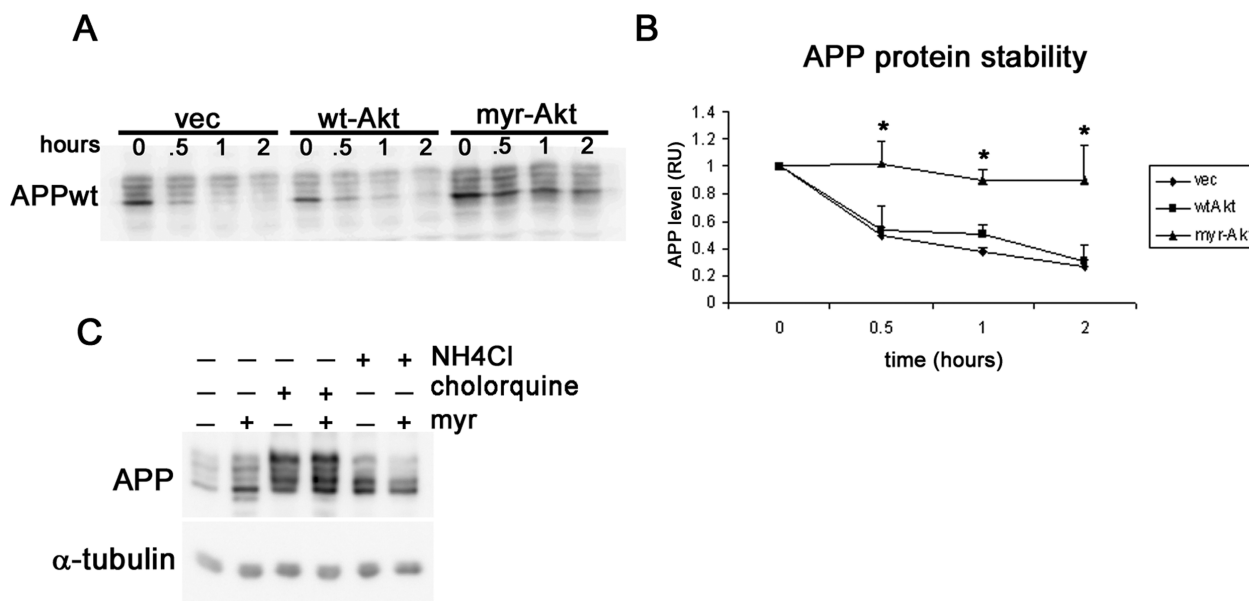 A
vec wt-Akt myr-Akt
hours 0 .5 1 2 0 .5 1 2 0 .5 1 2
APPwt
B
APP protein stability
1.4
1.2
1
0.8
0.6
0.4
0.2
0
APP level (RU)
* * *
0 0.5 1 2
time (hours)
vec
wtAkt
myr-Akt
C
– – – – + + NH4Cl
– – + + – – cholorquine
– + – + – + myr
APP
α-tubulin